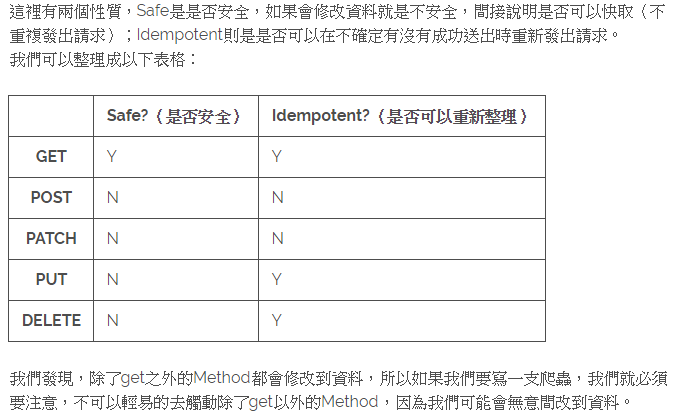 這裡有兩個性質，Safe是是否安全，如果會修改資料就是不安全，間接說明是否可以快取（不
重複發出請求）；Idempotent則是是否可以在不確定有沒有成功送出時重新發出請求。
我們可以整理成以下表格：
Safe?（是否安全） Idempotent?（是否可以重新整理）
GET Y Y
POST N N
PATCH N N
PUT N Y
DELETE N Y
我們發現，除了get之外的Method都會修改到資料，所以如果我們要寫一支爬蟲，我們就必須
要注意，不可以輕易的去觸動除了get以外的Method，因為我們可能會無意間改到資料。